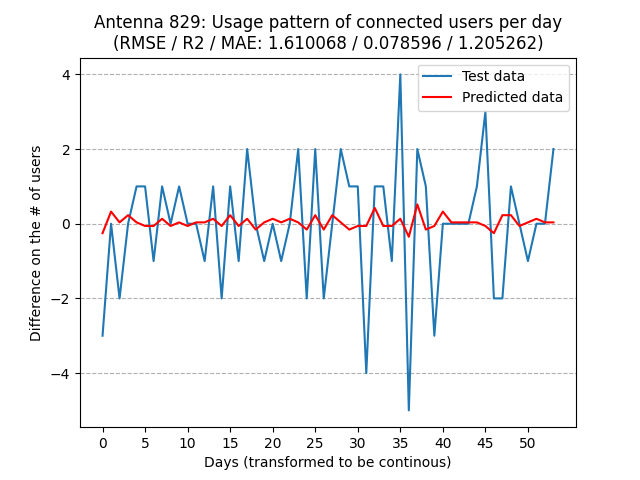 Antenna 829: Usage pattern of connected users per day
(RMSE / R2 / MAE: 1.610068 / 0.078596 / 1.205262)
Test data
Predicted data
Difference on the # of users
4
2
0
−2
−4
0 5 10 15 20 25 30 35 40 45 50
Days (transformed to be continous)